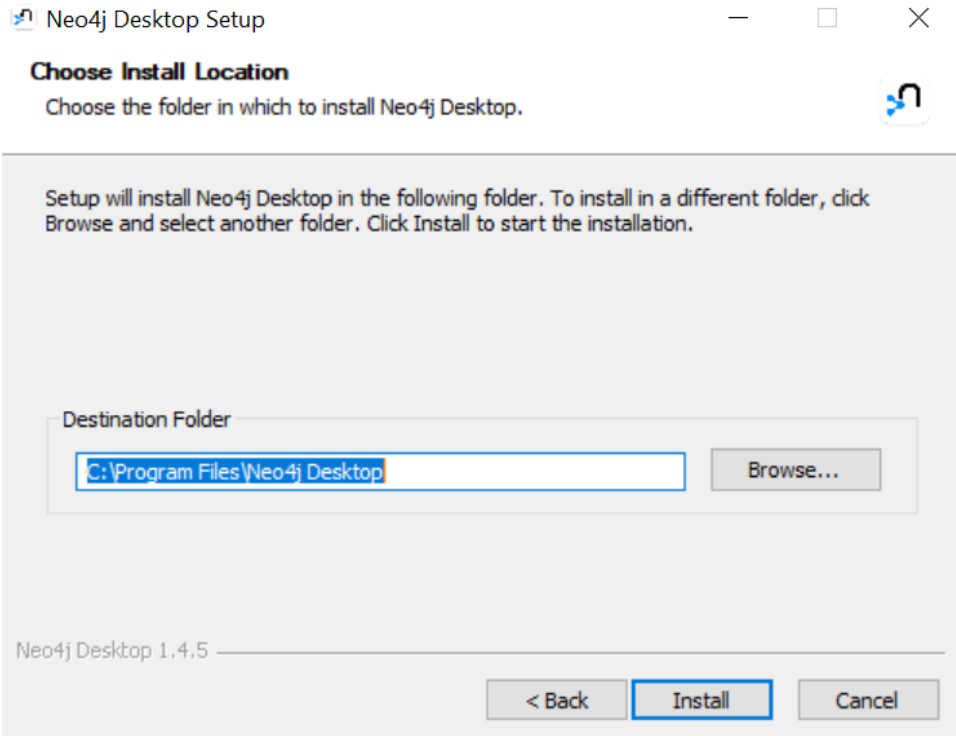 Neo4j Desktop Setup
Choose Install Location
Choose the folder in which to install Neo4j Desktop.
Setup will install Neo4j Desktop in the following folder. To install in a different folder, click
Browse and select another folder. Click Install to start the installation.
Destination Folder
C:\Program Files\Neo4j Desktop
Browse...
Neo4j Desktop 1.4.5
< Back
Install
Cancel